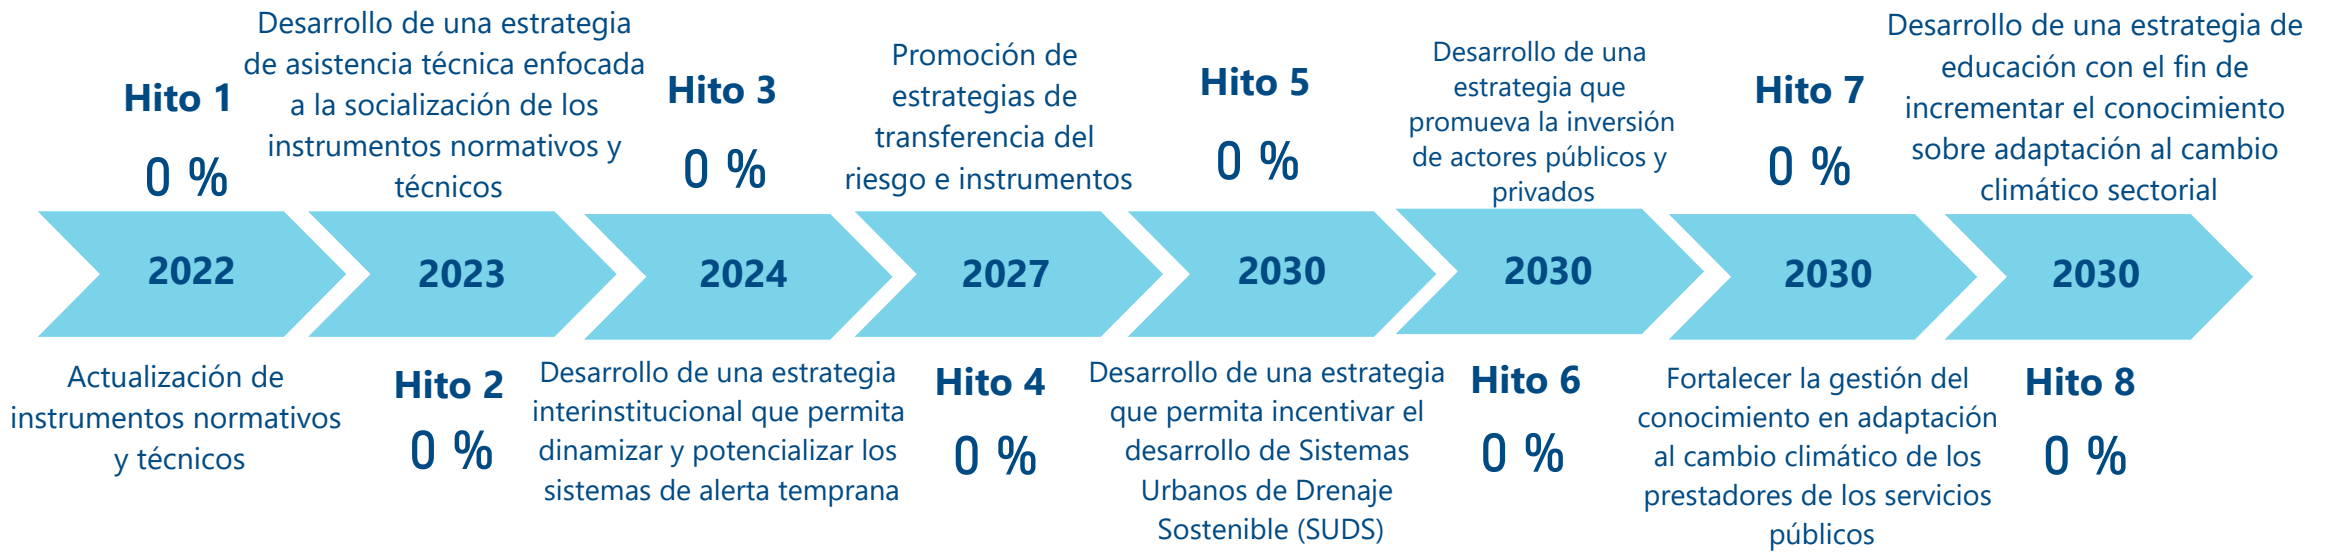 Hito 1
0 %
2022
Actualización de
instrumentos normativos
y técnicos
Desarrollo de una estrategia
de asistencia técnica enfocada
a la socialización de los
instrumentos normativos y
técnicos
2023
Hito 2
0 %
Hito 3
0 %
2024
Desarrollo de una estrategia
interinstitucional que permita
dinamizar y potencializar los
sistemas de alerta temprana
Promoción de
estrategias de
transferencia del
riesgo e instrumentos
2027
Hito 4
0 %
Hito 5
0 %
2030
Desarrollo de una estrategia
que permita incentivar el
desarrollo de Sistemas
Urbanos de Drenaje
Sostenible (SUDS)
Desarrollo de una
estrategia que
promueva la inversión
de actores públicos y
privados
2030
Hito 6
0 %
Hito 7
0 %
2030
Fortalecer la gestión del
conocimiento en adaptación
al cambio climático de los
prestadores de los servicios
públicos
Desarrollo de una estrategia de
educación con el fin de
incrementar el conocimiento
sobre adaptación al cambio
climático sectorial
2030
Hito 8
0 %